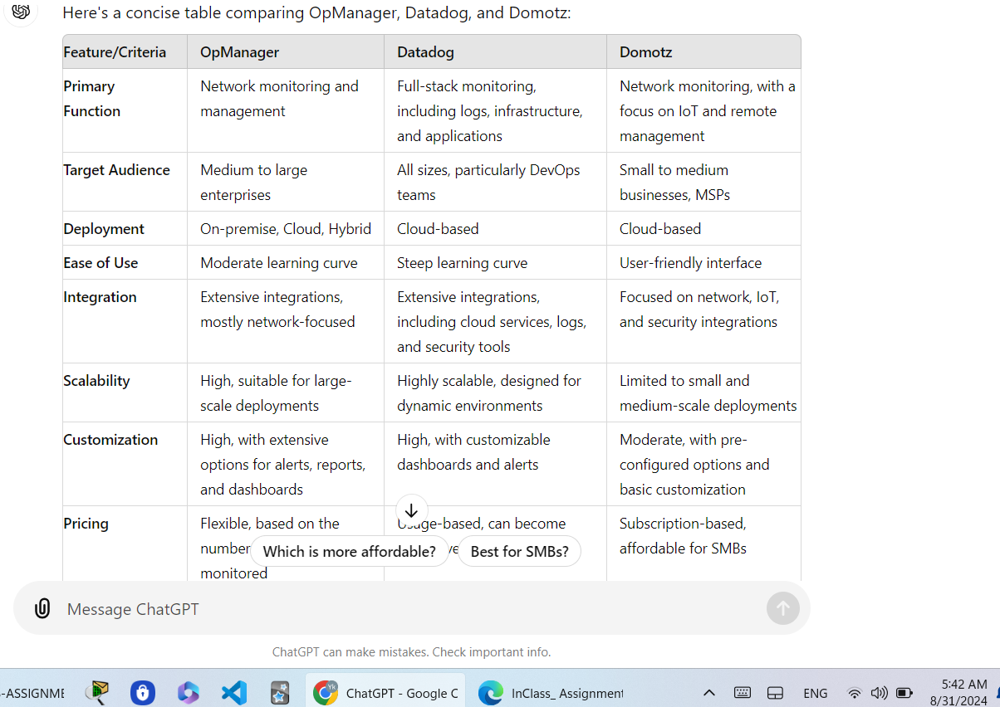 Here's a concise table comparing OpManager, Datadog, and Domotz:
Feature/Criteria OpManager Datadog Domotz
Primary Function
Network monitoring and management
Full-stack monitoring, including logs, infrastructure, and applications
Network monitoring, with a focus on IoT and remote management
Target Audience
Medium to large enterprises
All sizes, particularly DevOps teams
Small to medium businesses, MSPs
Deployment
On-premise, Cloud, Hybrid
Cloud-based
Cloud-based
Ease of Use
Moderate learning curve
Steep learning curve
User-friendly interface
Integration
Extensive integrations, mostly network-focused
Extensive integrations, including cloud services, logs, and security tools
Focused on network, IoT, and security integrations
Scalability
High, suitable for large-scale deployments
Highly scalable, designed for dynamic environments
Limited to small and medium-scale deployments
Customization
High, with extensive options for alerts, reports, and dashboards
High, with customizable dashboards and alerts
Moderate, with pre-configured options and basic customization
Pricing
Flexible, based on the
number
monitored
Usage-based, can become
Subscription-based, affordable for SMBs
Which is more affordable?
Best for SMBs?
Message ChatGPT
ChatGPT can make mistakes. Check important info.
-ASSIGNME
Yk
ChatGPT - Google C
InClass_ Assignment
ENG
5:42 AM
8/31/2024